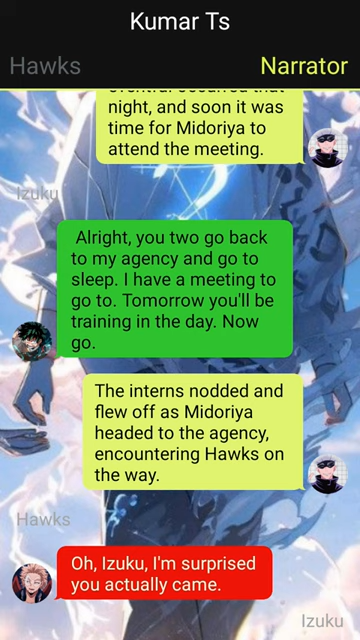 Kumar Ts
Hawks
Narrator
night, and soon it was
time for Midoriya to
attend the meeting.
Izuku
Alright, you two go back
to my agency and go to
sleep. I have a meeting to
go to. Tomorrow you'll be
training in the day. Now
go.
The interns nodded and
flew off as Midoriya
headed to the agency,
encountering Hawks on
the way.
Hawks
Oh, Izuku, I'm surprised
you actually came.
Izuku